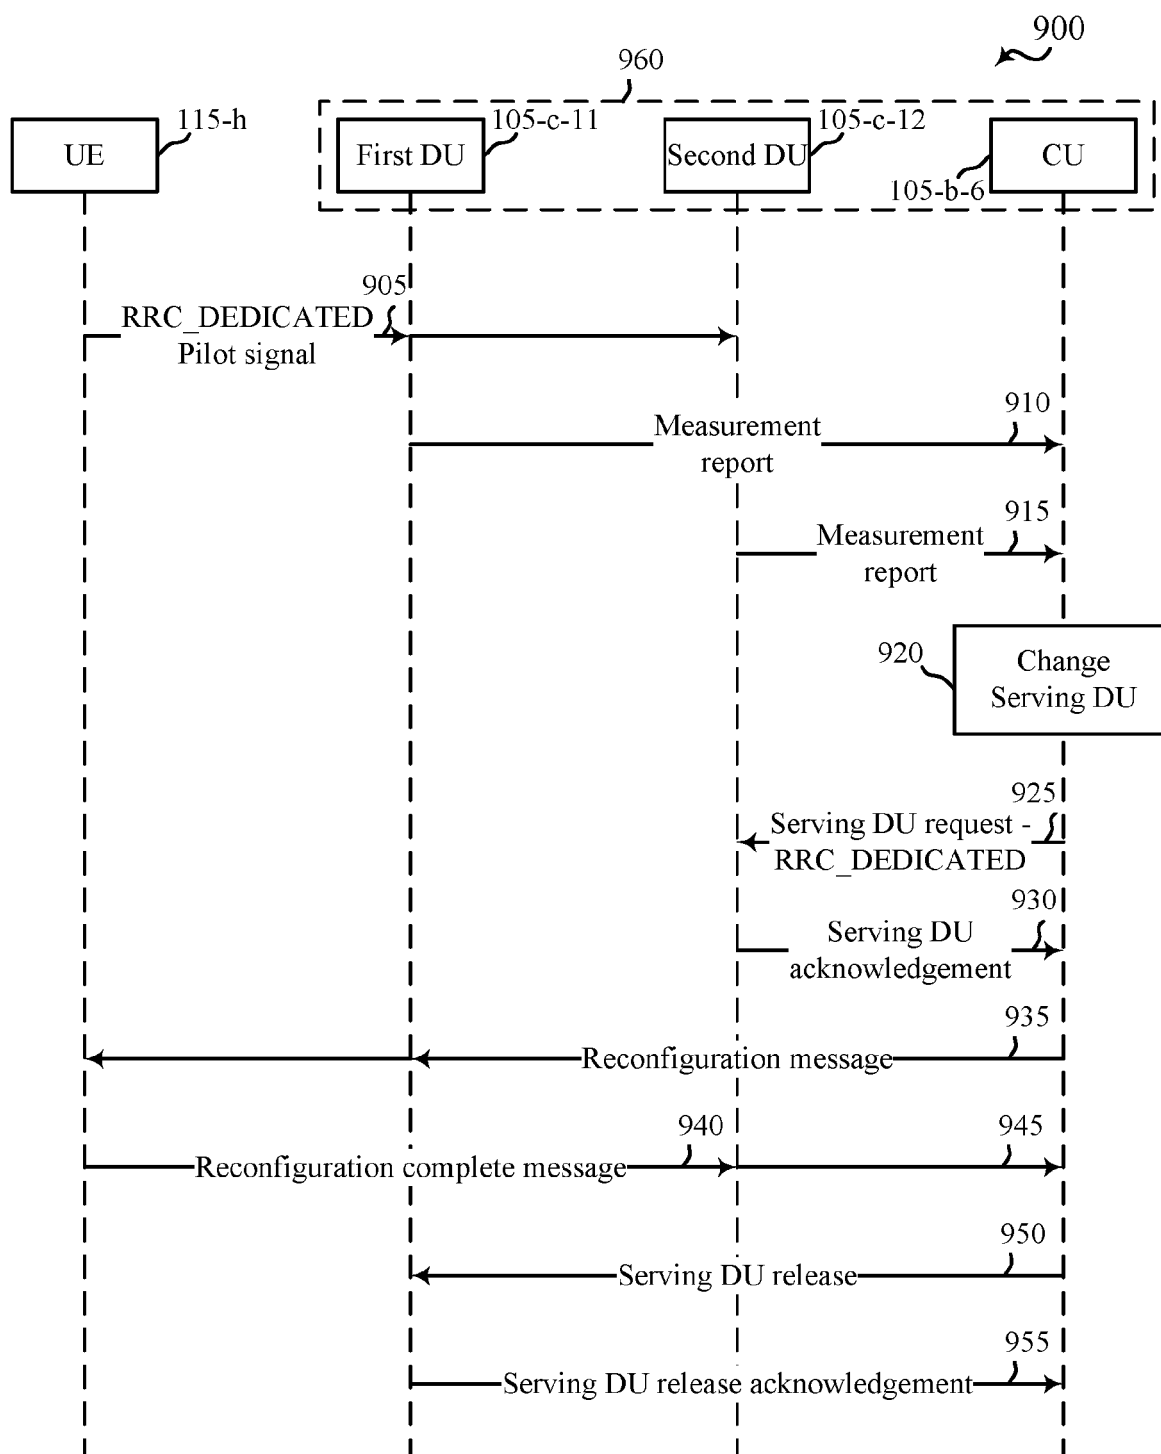 900
960
115-h
105-c-11
105-c-12
UE
First DU
Second DU
CU
105-b-6
905
RRC_DEDICATED
Pilot signal
910
Measurement
report
915
Measurement
report
920
Change
Serving DU
925
Serving DU request -
RRC_DEDICATED
930
Serving DU
acknowledgement
935
Reconfiguration message
940
945
Reconfiguration complete message
950
Serving DU release
955
Serving DU release acknowledgement